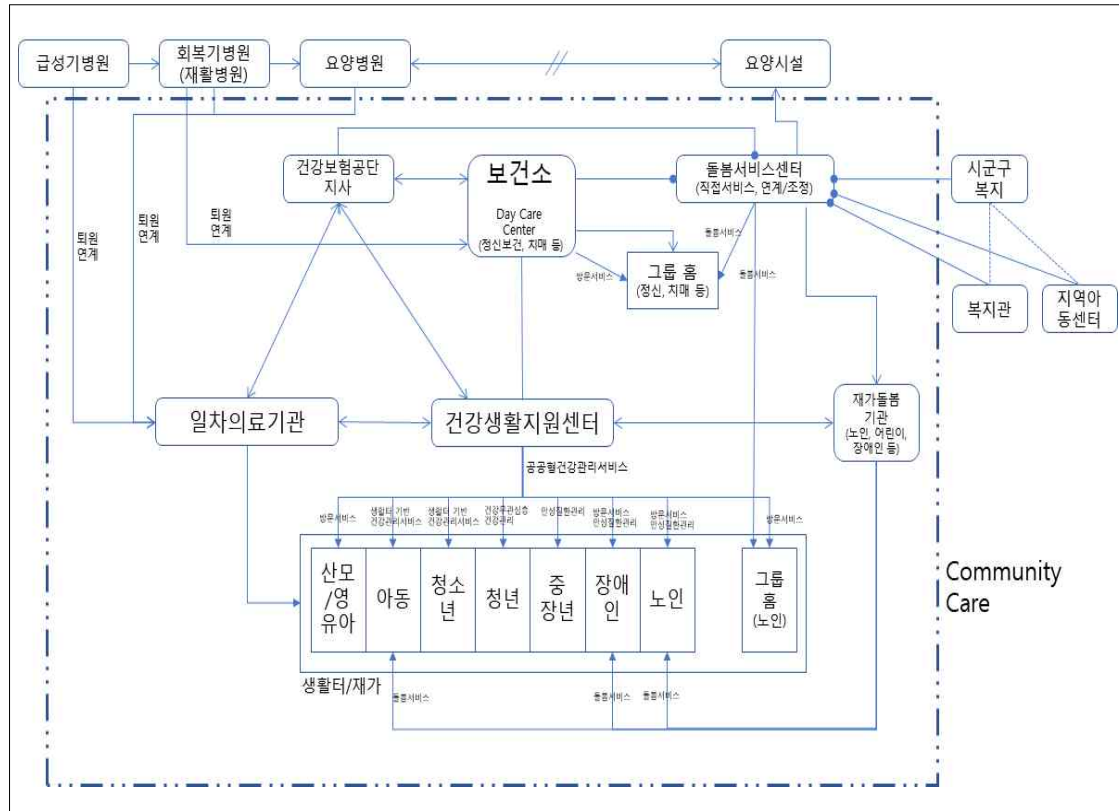 급성기병원
회복기병원
(재활병원)
요양병원
요양시설
건강보험공단
지사
보건소
Day Care
Center
(정신보건, 치매 등)
돌봄서비스센터
(직접서비스, 연계/조정)
시군구
복지
퇴원
연계
퇴원
연계
퇴원
연계
돌봄서비스
방문서비스
그룹 홈
(정신, 치매 등)
돌봄서비스
복지관
지역아
동센터
일차의료기관
건강생활지원센터
재가돌봄
기관
(노인, 어린이,
장애인 등)
공공형건강관리서비스
방문서비스
생활터 기반
건강관리서비스
생활터 기반
건강관리서비스
건강무관심층
건강관리
만성질환관리
방문서비스
만성질환관리
방문서비스
만성질환관리
방문서비스
산모
/영
유아
아동
청소
년
청년
중
장년
장애
인
노인
그룹
홈
(노인)
Community
Care
생활터/재가
돌봄서비스
돌봄서비스
돌봄서비스